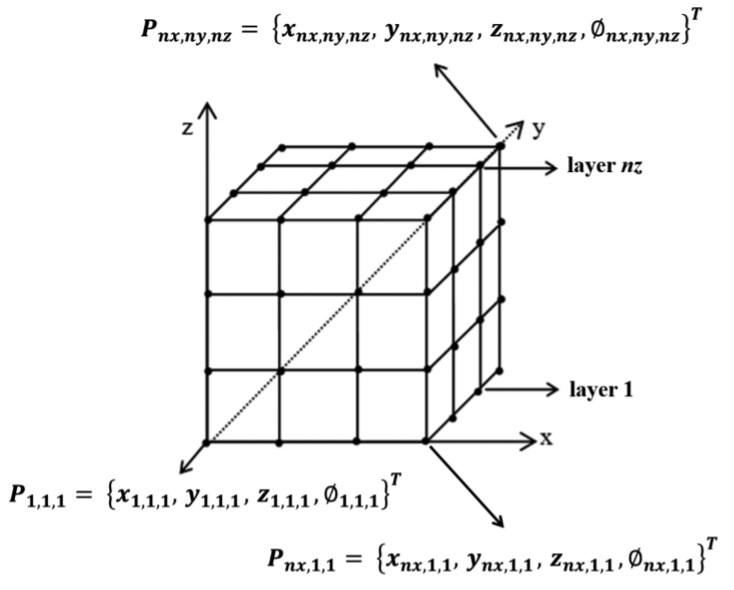 P_{nx,ny,nz} = {x_{nx,ny,nz}, y_{nx,ny,nz}, z_{nx,ny,nz}, ∅_{nx,ny,nz}}^T
z
y
layer nz
layer 1
x
P_{1,1,1} = {x_{1,1,1}, y_{1,1,1}, z_{1,1,1}, ∅_{1,1,1}}^T
P_{nx,1,1} = {x_{nx,1,1}, y_{nx,1,1}, z_{nx,1,1}, ∅_{nx,1,1}}^T